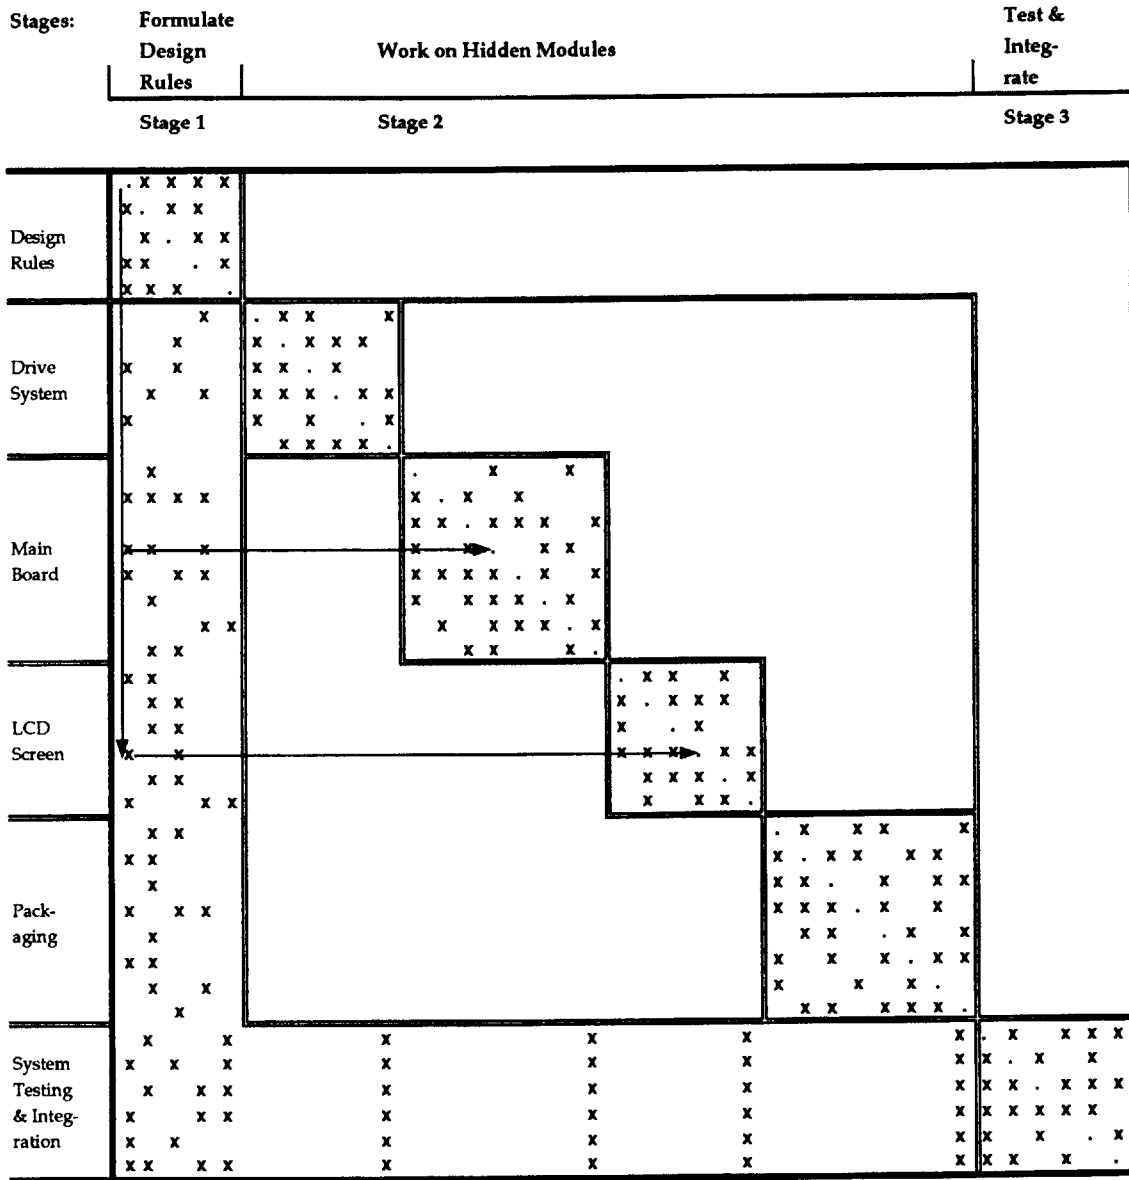 Stages:
Formulate
Design
Rules
Work on Hidden Modules
Test &
Integ-
rate
Stage 1 Stage 2 Stage 3
. x x x x
x . x x
Design x . x x
Rules x x . x
x x x .
x . x x x
x x . x x x
Drive x x x x . x
System x x x x x . x x
x x x . x
x x x x .
x . x x
x x x x x . x x
x x . x x x x
Main x x x x x . x x
Board x x x x x x x . x x
x x x x x . x
x x x x x x . x
x x x x x .
x x . x x x
x x x . x x x
LCD x x x . x
Screen x x x x x . x x
x x x x x . x
x x x x x x .
x x . x x x x
x x x . x x x x
x x x . x x x
Pack- x x x x x x . x x
aging x x x . x x
x x x x x . x x
x x x x x .
x x x x x x .
x x x x x x . x x x x
System x x x x x x x x . x x
Testing x x x x x x x x x . x x x
& Integ- x x x x x x x x x x x x
ration x x x x x x x x . x
x x x x x x x x x x x .